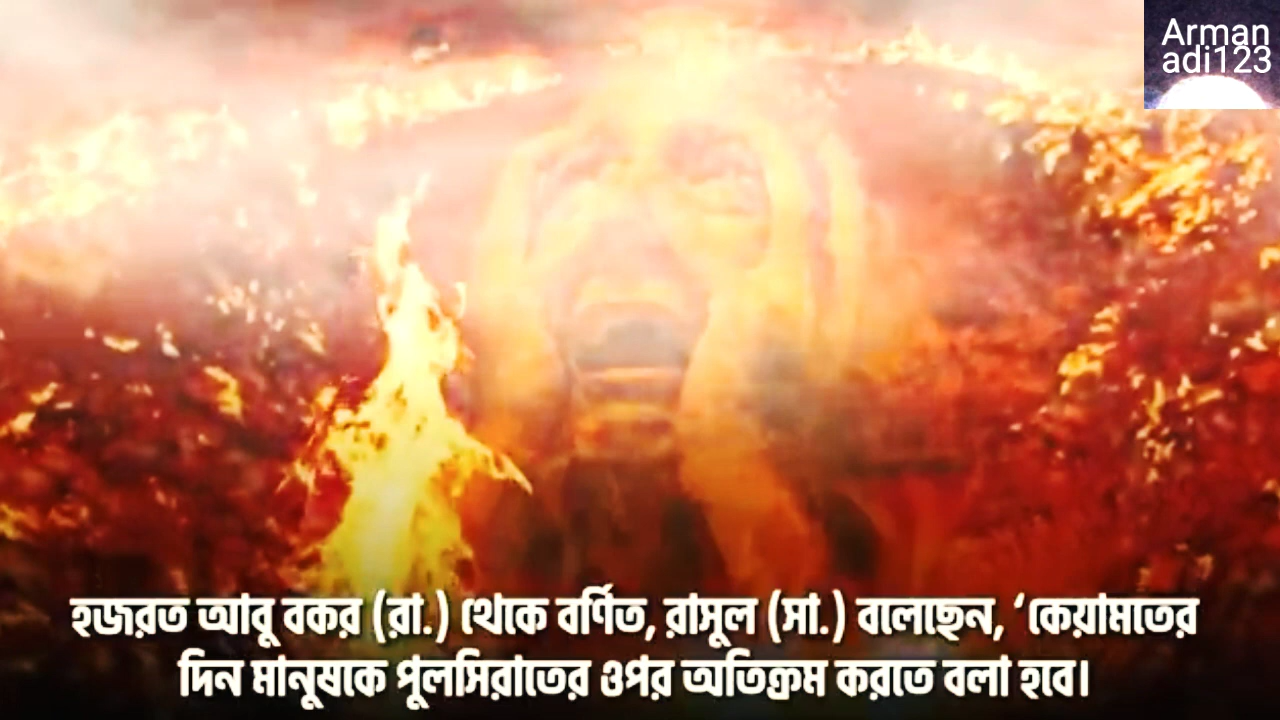 Arman
adi123
হজরত আবু বকর (রা.) থেকে বর্ণিত, রাসুল (সা.) বলেছেন, ‘কেয়ামতের
দিন মানুষকে পুলসিরাতের ওপর অতিক্রম করতে বলা হবে।